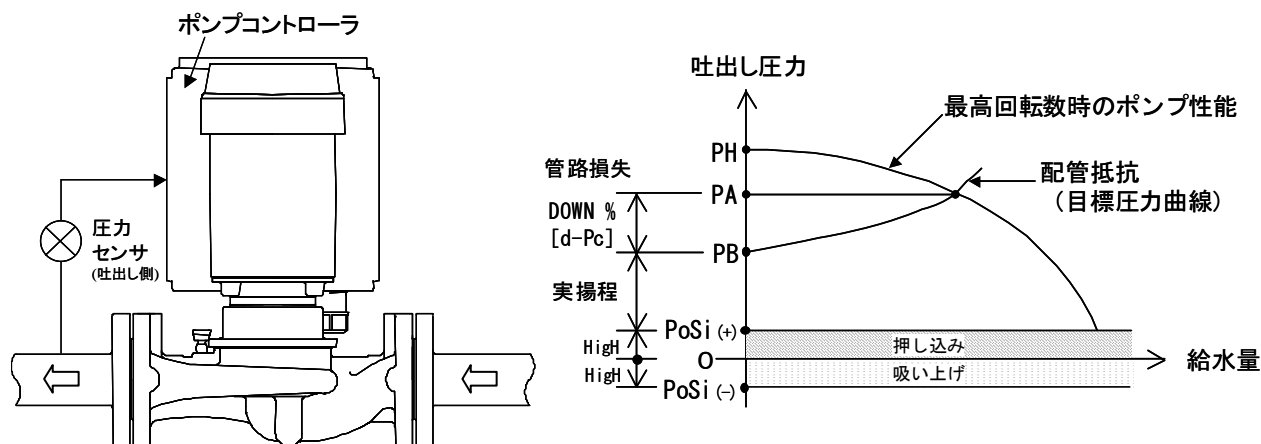 ポンプコントローラ
圧力
センサ
(吐出し側)
吐出し圧力
最高回転数時のポンプ性能
PH
管路損失
PA
配管抵抗
(目標圧力曲線)
DOWN %
[d-Pc]
PB
実揚程
PoSi(+)
HigH
押し込み
O
給水量
HigH
吸い上げ
PoSi(−)